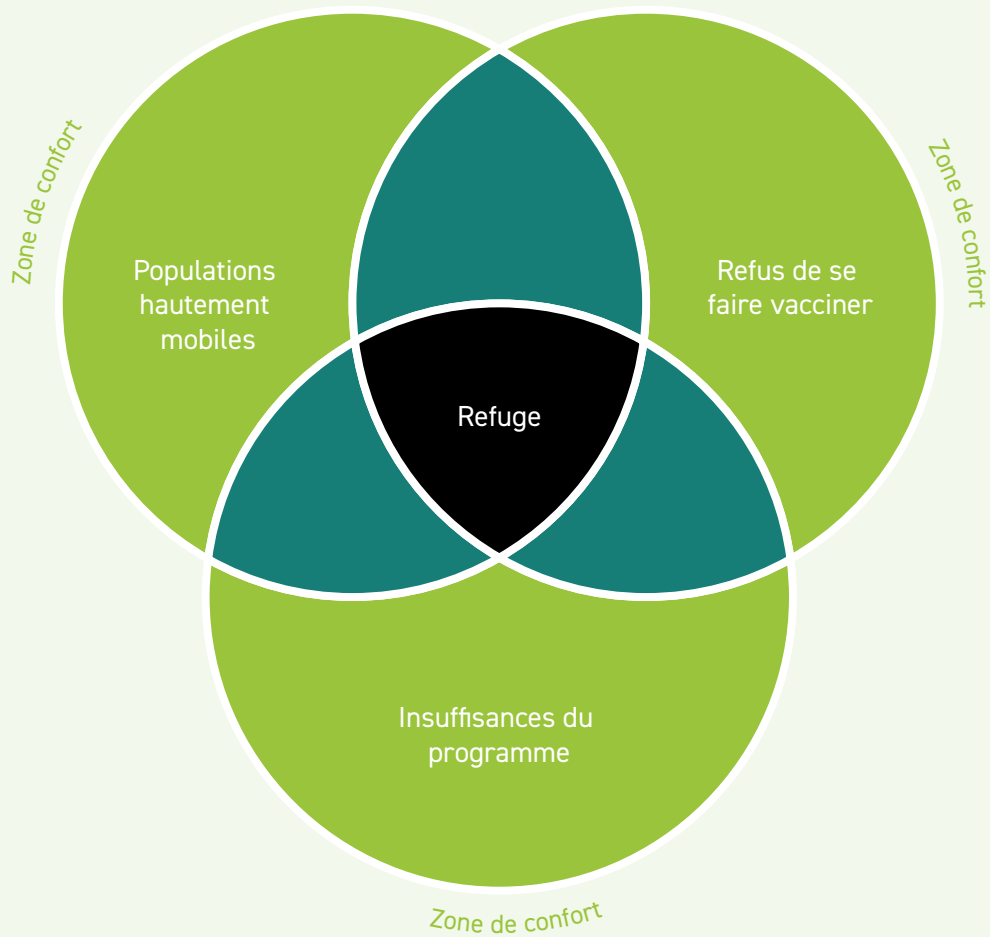 Zone de confort
Zone de confort
Populations
hautement
mobiles
Refus de se
faire vacciner
Refuge
Insuffisances du
programme
Zone de confort